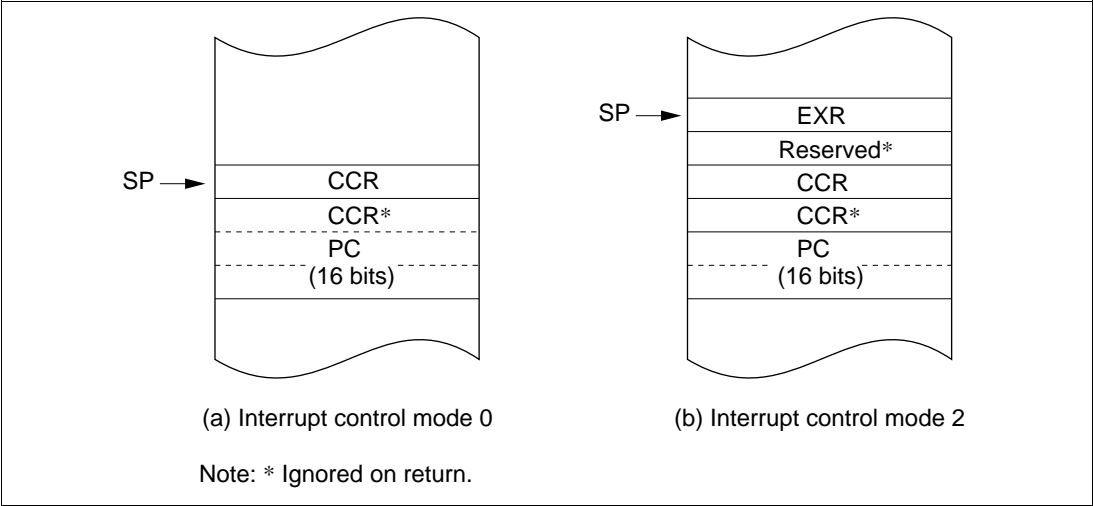 SP
CCR
CCR*
PC
(16 bits)
(a) Interrupt control mode 0
SP
EXR
Reserved*
CCR
CCR*
PC
(16 bits)
(b) Interrupt control mode 2
Note: * Ignored on return.